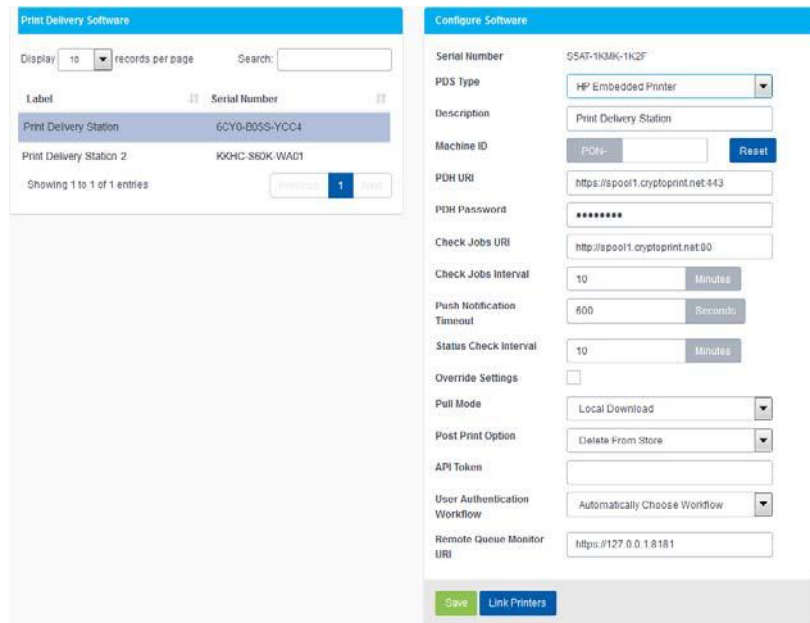 Print Delivery Software
Display 10 records per page Search:
Label Serial Number
Print Delivery Station 6CY0-B0SS-YCC4
Print Delivery Station 2 KKHC-S60K-WA01
Showing 1 to 1 of 1 entries Previous 1 Next
Configure Software
Serial Number S5AT-1KMK-1K2F
PDS Type HP Embedded Printer
Description Print Delivery Station
Machine ID PON- Reset
PDH URI https://spool1.cryptoprint.net:443
PDH Password ••••••••
Check Jobs URI http://spool1.cryptoprint.net:80
Check Jobs Interval 10 Minutes
Push Notification
Timeout 600 Seconds
Status Check Interval 10 Minutes
Override Settings
Pull Mode Local Download
Post Print Option Delete From Store
API Token
User Authentication
Workflow Automatically Choose Workflow
Remote Queue Monitor
URI https://127.0.0.1:8181
Save Link Printers